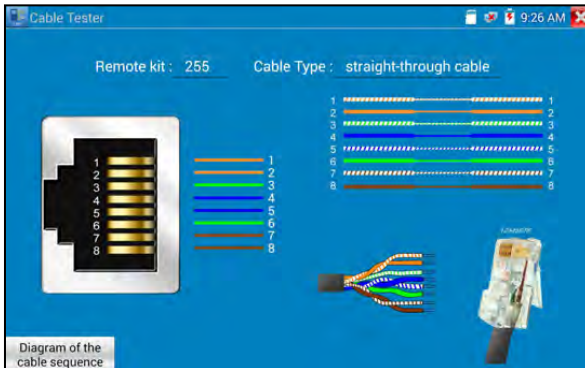 Cable Tester
9:26 AM
Remote kit : 255
Cable Type : straight-through cable
1 1
2 2
3 3
4 4
5 5
6 6
7 7
8 8
1 1
2 2
3 3
4 4
5 5
6 6
7 7
8 8
Diagram of the
cable sequence